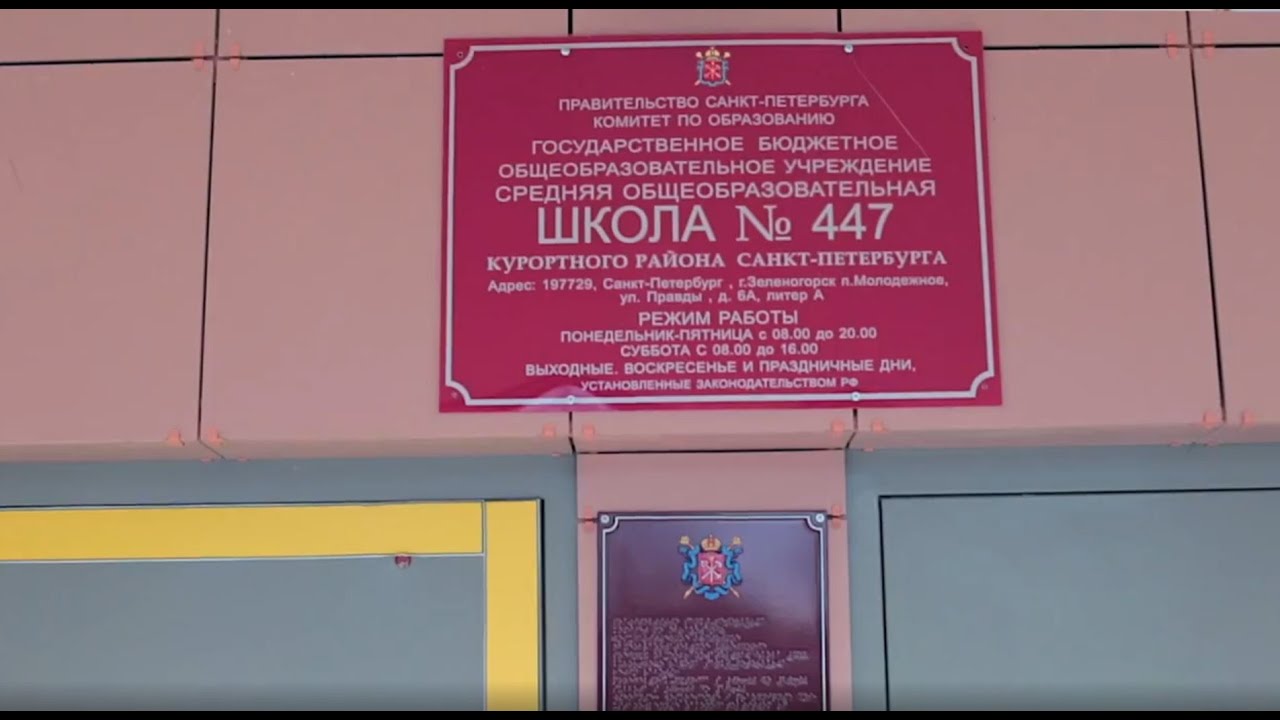 ПРАВИТЕЛЬСТВО САНКТ-ПЕТЕРБУРГА
КОМИТЕТ ПО ОБРАЗОВАНИЮ
ГОСУДАРСТВЕННОЕ БЮДЖЕТНОЕ
ОБЩЕОБРАЗОВАТЕЛЬНОЕ УЧРЕЖДЕНИЕ
СРЕДНЯЯ ОБЩЕОБРАЗОВАТЕЛЬНАЯ
ШКОЛА № 447
КУРОРТНОГО РАЙОНА САНКТ-ПЕТЕРБУРГА
Адрес: 197729, Санкт-Петербург , г.Зеленогорск п.Молодежное,
ул. Правды , д. 6А, литер А
РЕЖИМ РАБОТЫ
ПОНЕДЕЛЬНИК-ПЯТНИЦА с 08.00 до 20.00
СУББОТА С 08.00 до 16.00
ВЫХОДНЫЕ. ВОСКРЕСЕНЬЕ И ПРАЗДНИЧНЫЕ ДНИ,
УСТАНОВЛЕННЫЕ ЗАКОНОДАТЕЛЬСТВОМ РФ